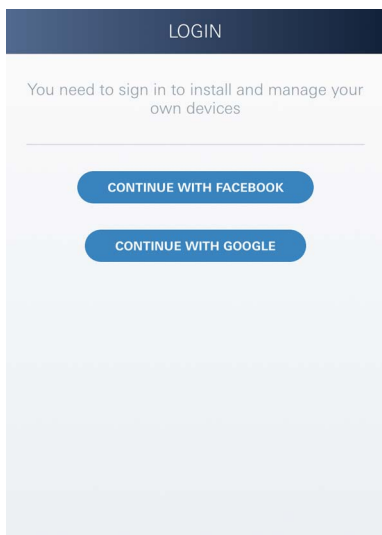 LOGIN
You need to sign in to install and manage your
own devices
CONTINUE WITH FACEBOOK
CONTINUE WITH GOOGLE